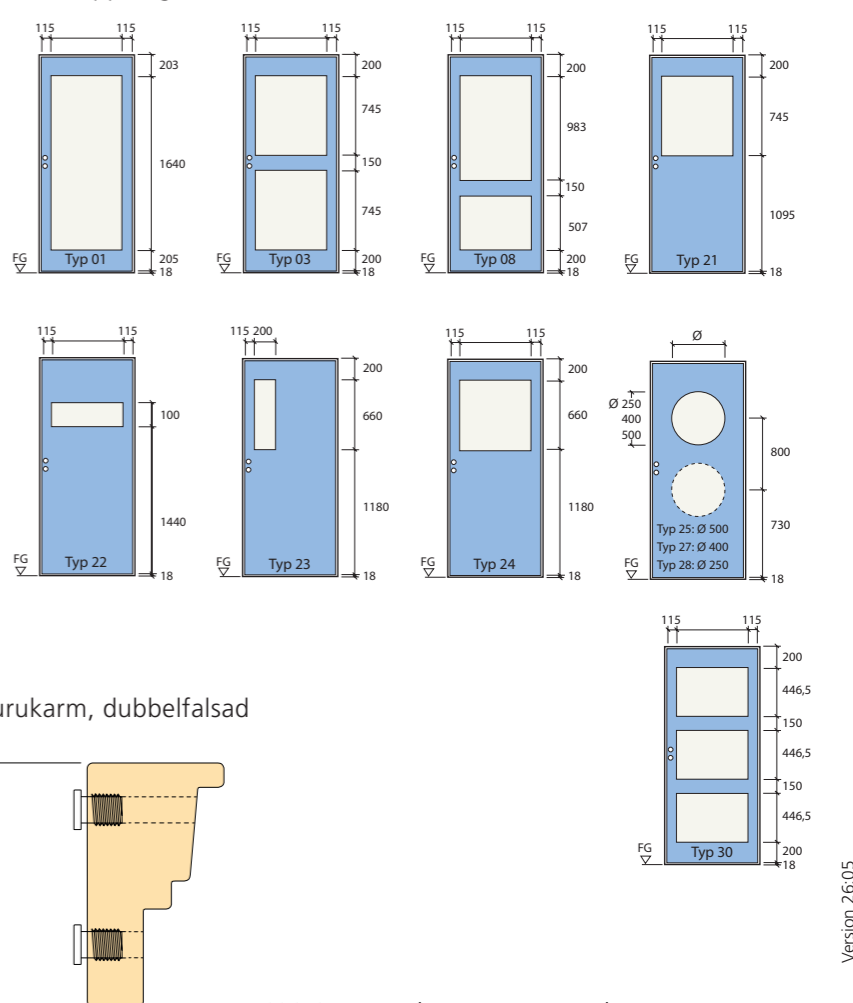 115 115
203
1640
205
18
FG
Typ 01
115 115
200
745
150
745
200
18
FG
Typ 03
115 115
200
983
150
507
200
18
FG
Typ 08
115 115
200
745
1095
18
FG
Typ 21
115 115
100
1440
18
FG
Typ 22
115 200
200
660
1180
18
FG
Typ 23
115 115
200
660
1180
18
FG
Typ 24
Ø
Ø 250
400
500
800
730
18
Typ 25: Ø 500
Typ 27: Ø 400
Typ 28: Ø 250
FG
115 115
200
446,5
150
446,5
150
446,5
200
18
FG
Typ 30
urukarm, dubbelfalsad
Version 26:05